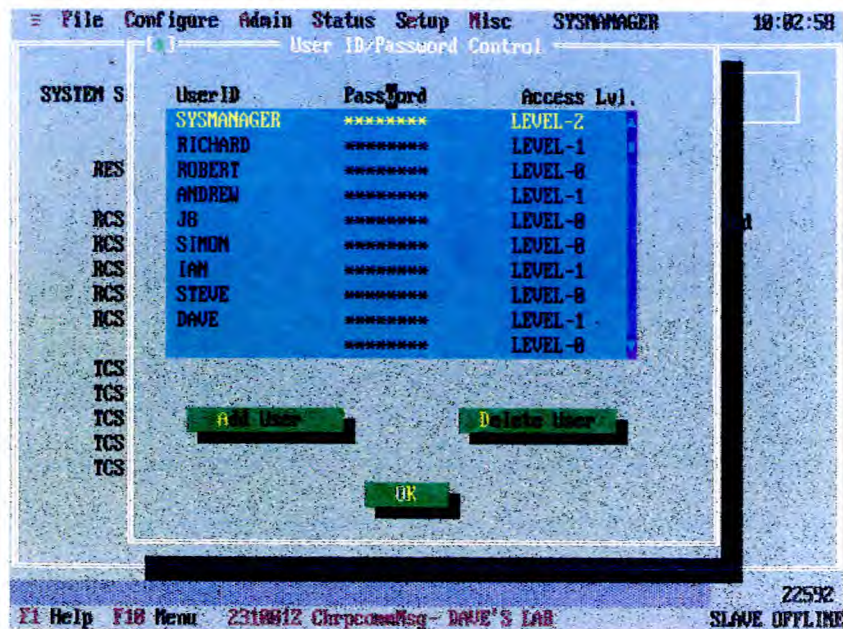 ≡ File Configure Admin Status Setup Misc SYSMANAGER 10:02:58
User ID/Password Control
SYSTEM S
UserID Password Access Lvl.
SYSMANAGER ******** LEVEL-2
RICHARD ******** LEVEL-1
RES ROBERT ******** LEVEL-0
ANDREW ******** LEVEL-1
RCS JB ******** LEVEL-0 d
RCS SIMON ******** LEVEL-0
RCS IAN ******** LEVEL-1
RCS STEVE ******** LEVEL-0
RCS DAVE ******** LEVEL-1
******** LEVEL-0
TCS
TCS
TCS Add User Delete User
TCS
TCS
OK
22592
F1 Help F10 Menu DAVE'S LAB SLAVE OFFLINE